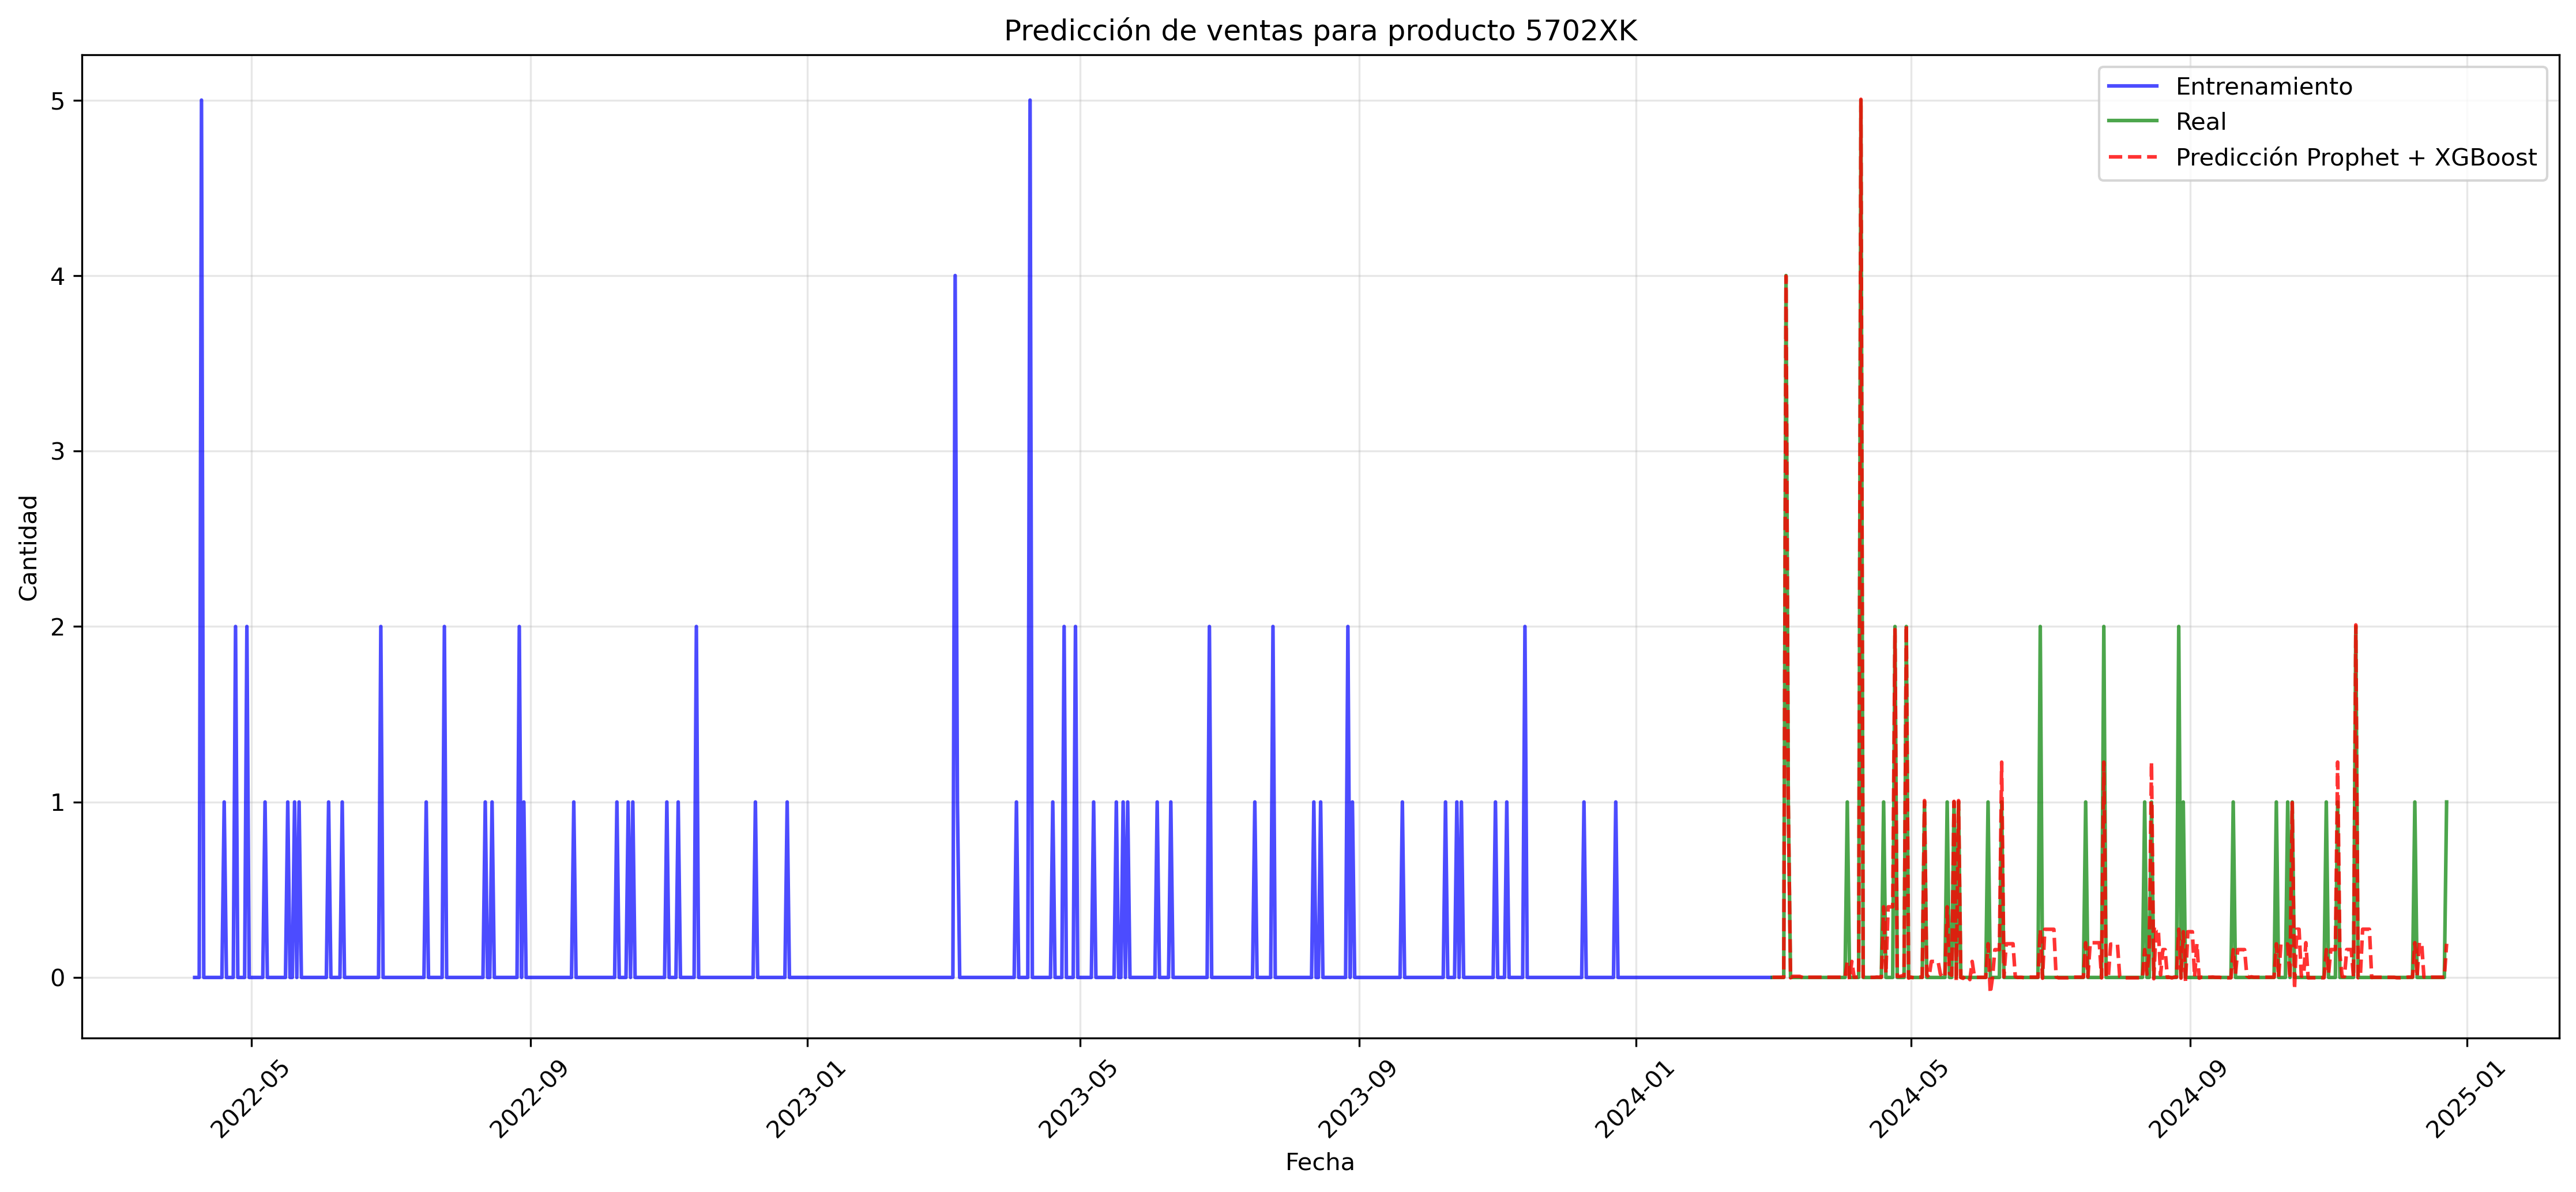 Predicción de ventas para producto 5702XK
Entrenamiento
Real
Predicción Prophet + XGBoost
Cantidad
5
4
3
2
1
0
2022-05
2022-09
2023-01
2023-05
2023-09
2024-01
2024-05
2024-09
2025-01
Fecha